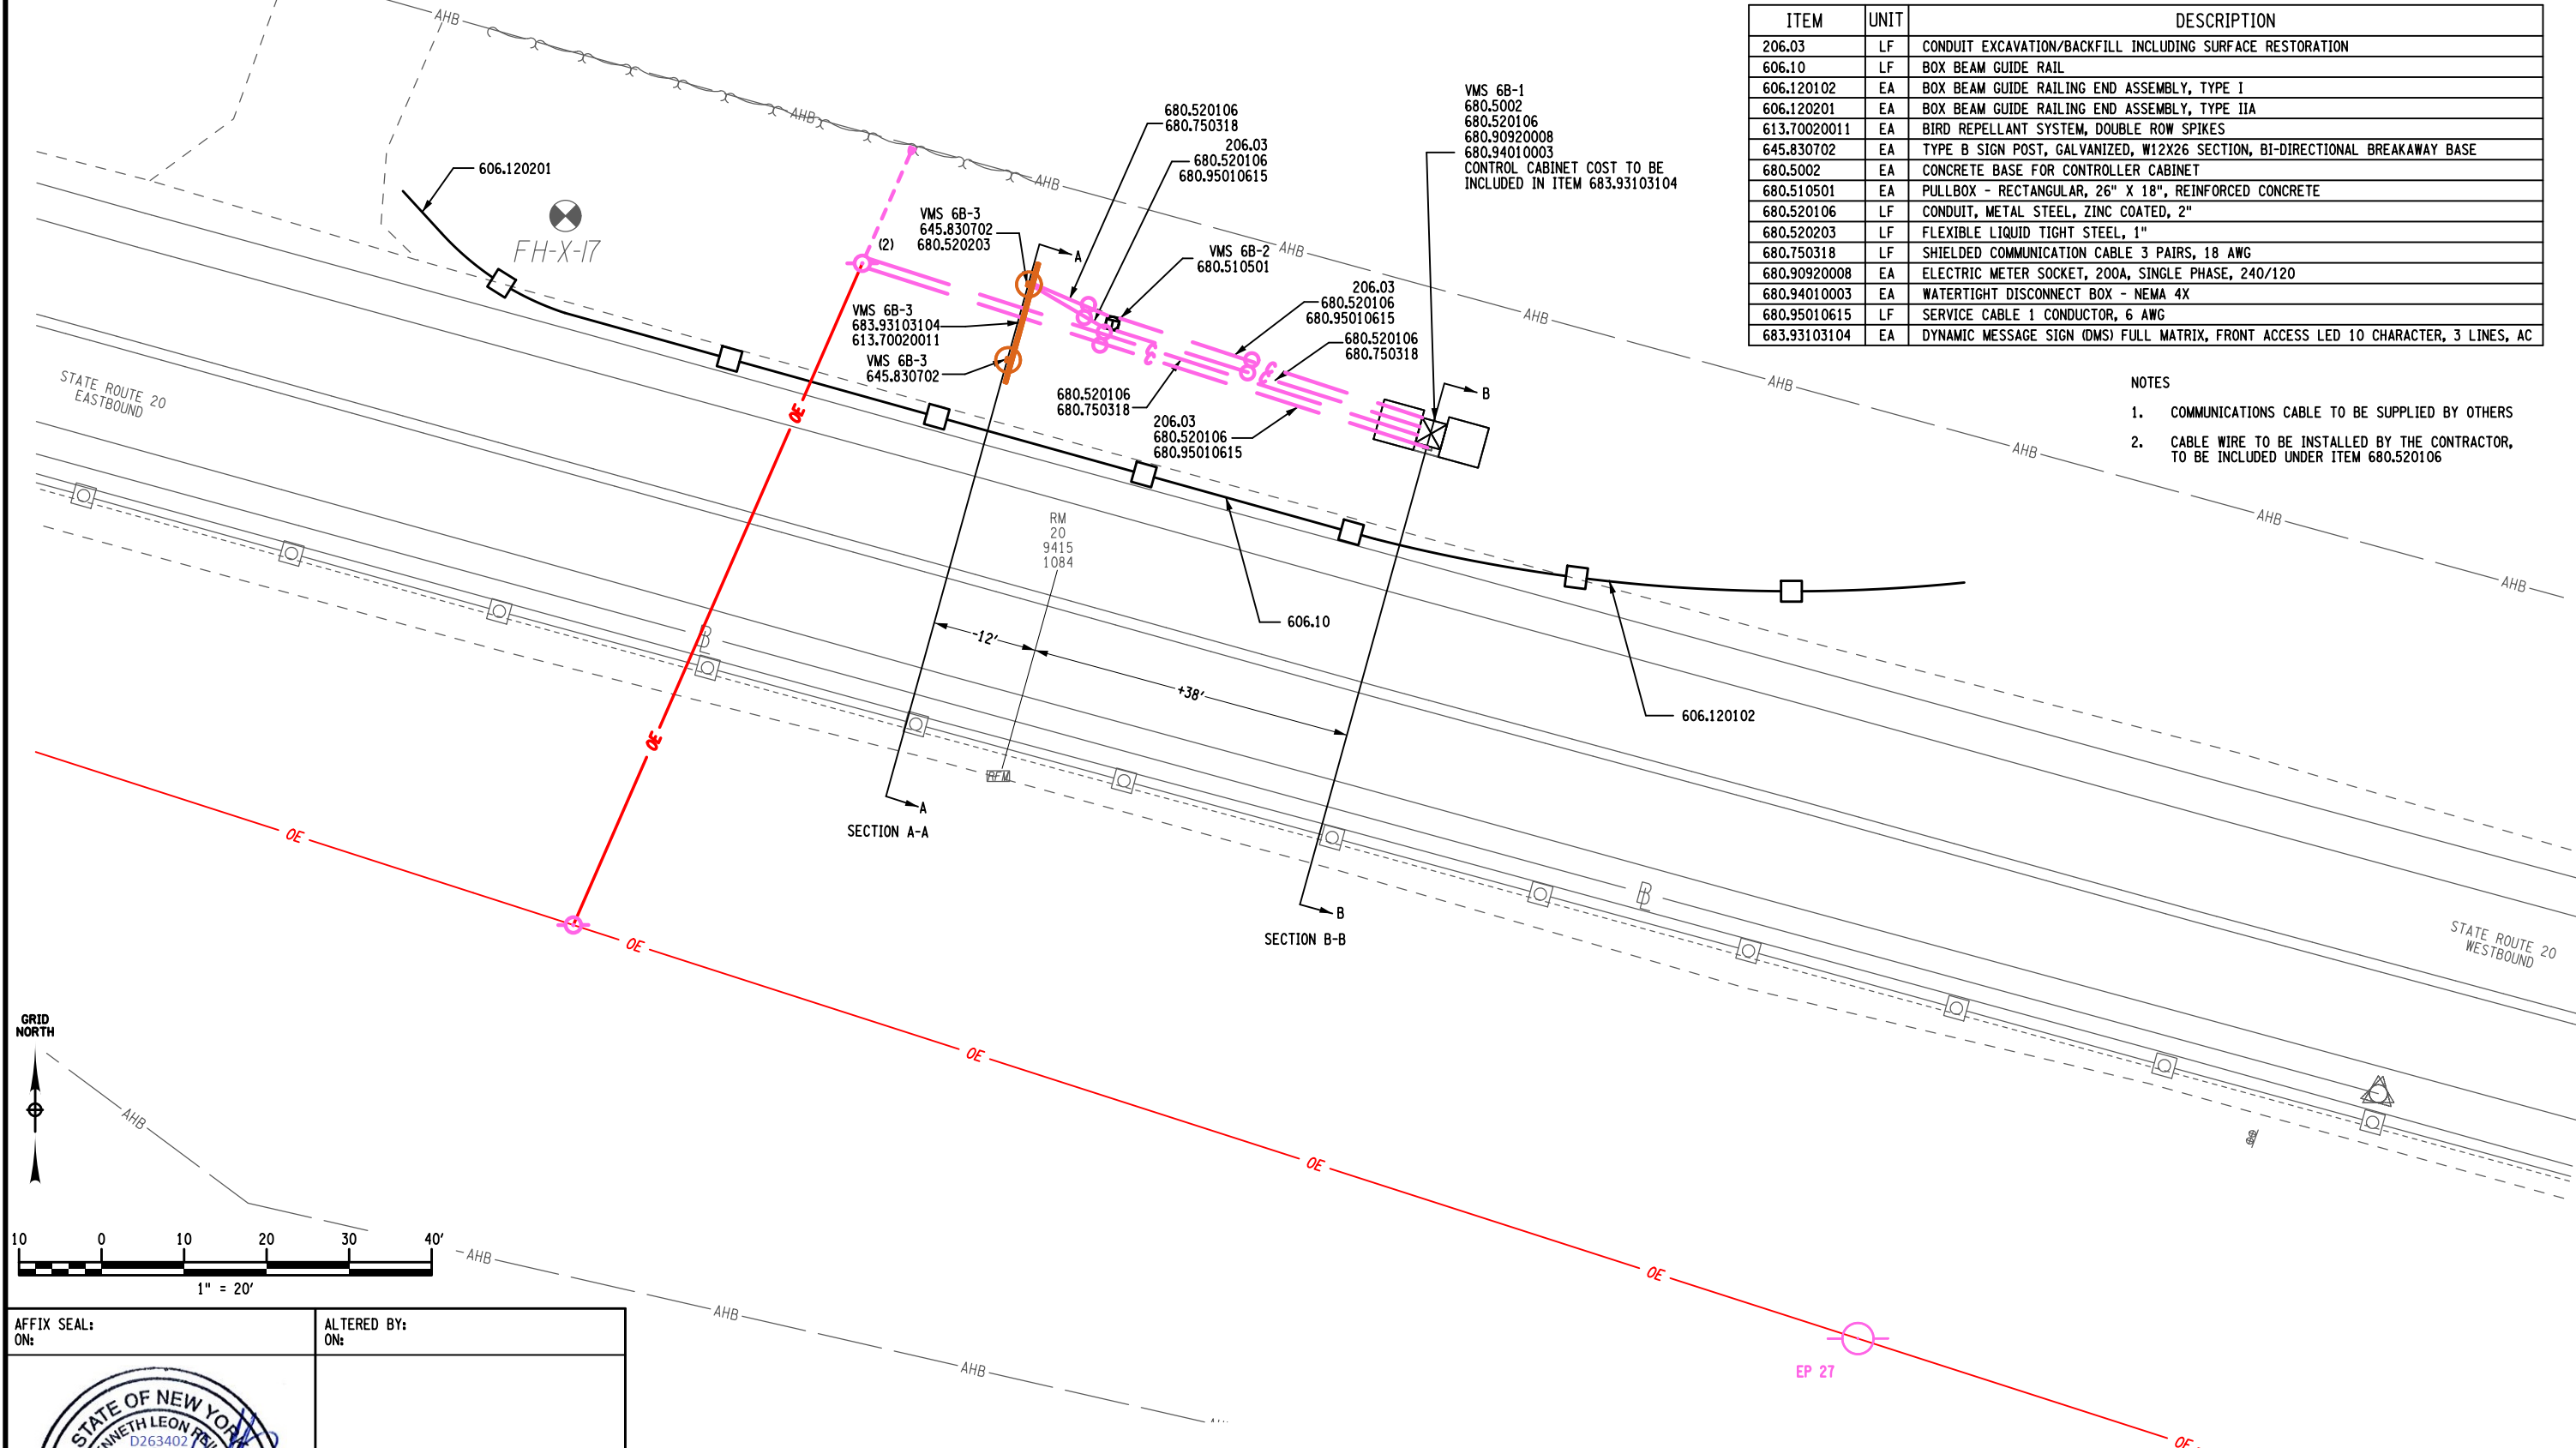 ITEM UNIT DESCRIPTION
206.03 LF CONDUIT EXCAVATION/BACKFILL INCLUDING SURFACE RESTORATION
606.10 LF BOX BEAM GUIDE RAIL
606.120102 EA BOX BEAM GUIDE RAILING END ASSEMBLY, TYPE I
606.120201 EA BOX BEAM GUIDE RAILING END ASSEMBLY, TYPE IIA
613.70020011 EA BIRD REPELLANT SYSTEM, DOUBLE ROW SPIKES
645.830702 EA TYPE B SIGN POST, GALVANIZED, W12X26 SECTION, BI-DIRECTIONAL BREAKAWAY BASE
680.5002 EA CONCRETE BASE FOR CONTROLLER CABINET
680.510501 EA PULLBOX - RECTANGULAR, 26" X 18", REINFORCED CONCRETE
680.520106 LF CONDUIT, METAL STEEL, ZINC COATED, 2"
680.520203 LF FLEXIBLE LIQUID TIGHT STEEL, 1"
680.750318 LF SHIELDED COMMUNICATION CABLE 3 PAIRS, 18 AWG
680.90920008 EA ELECTRIC METER SOCKET, 200A, SINGLE PHASE, 240/120
680.94010003 EA WATERTIGHT DISCONNECT BOX - NEMA 4X
680.95010615 LF SERVICE CABLE 1 CONDUCTOR, 6 AWG
683.93103104 EA DYNAMIC MESSAGE SIGN (DMS) FULL MATRIX, FRONT ACCESS LED 10 CHARACTER, 3 LINES, AC
NOTES
1. COMMUNICATIONS CABLE TO BE SUPPLIED BY OTHERS
2. CABLE WIRE TO BE INSTALLED BY THE CONTRACTOR,
TO BE INCLUDED UNDER ITEM 680.520106
AHB
AHB
AHB
AHB
AHB
AHB
AHB
AHB
AHB
606.120201
FH-X-17
680.520106
680.750318
206.03
680.520106
680.95010615
VMS 6B-1
680.5002
680.520106
680.90920008
680.94010003
CONTROL CABINET COST TO BE
INCLUDED IN ITEM 683.93103104
VMS 6B-3
645.830702
(2) 680.520203
A
VMS 6B-2
680.510501
206.03
680.520106
680.95010615
VMS 6B-3
683.93103104
613.70020011
680.520106
680.750318
VMS 6B-3
645.830702
680.520106
680.750318
B
206.03
680.520106
680.95010615
STATE ROUTE 20
EASTBOUND
OE
RM
20
9415
1084
606.10
-12'
+38'
606.120102
BL
OE
RFM
A
SECTION A-A
OE
BL
B
SECTION B-B
OE
STATE ROUTE 20
WESTBOUND
GRID
NORTH
OE
AHB
OE
10 0 10 20 30 40'
1" = 20'
AHB
OE
AHB
AHB
EP 27
OE
AFFIX SEAL:
ON:
ALTERED BY:
ON:
STATE OF NEW YORK
LEON
D263402